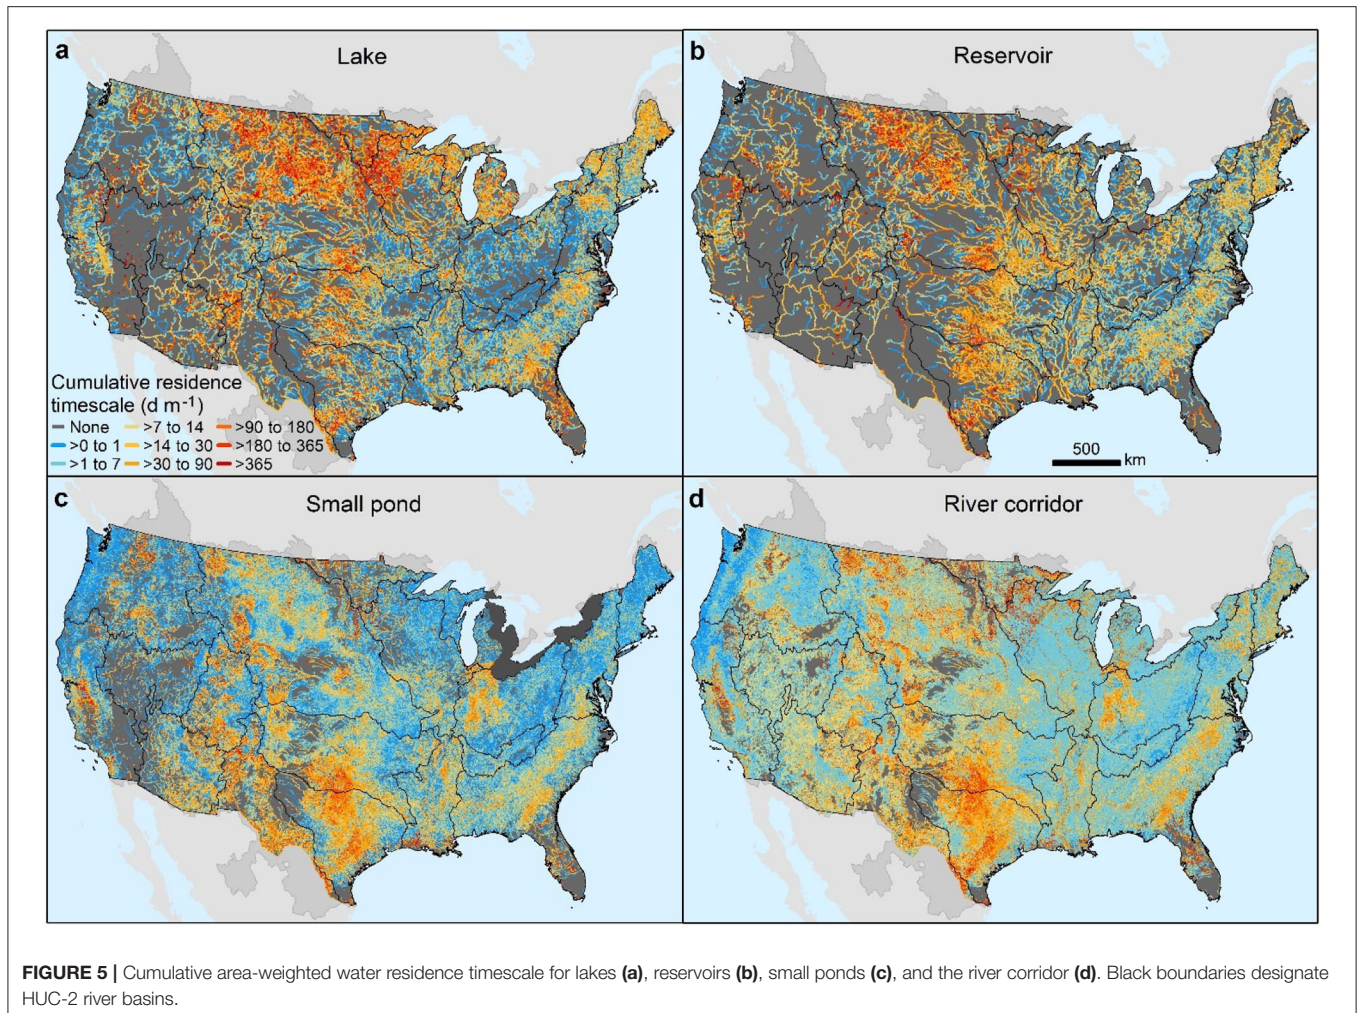 a
Lake
b
Reservoir
Cumulative residence
timescale (d m⁻¹)
None >7 to 14 >90 to 180
>0 to 1 >14 to 30 >180 to 365
>1 to 7 >30 to 90 >365
500
km
c
Small pond
d
River corridor
FIGURE 5 | Cumulative area-weighted water residence timescale for lakes (a), reservoirs (b), small ponds (c), and the river corridor (d). Black boundaries designate
HUC-2 river basins.